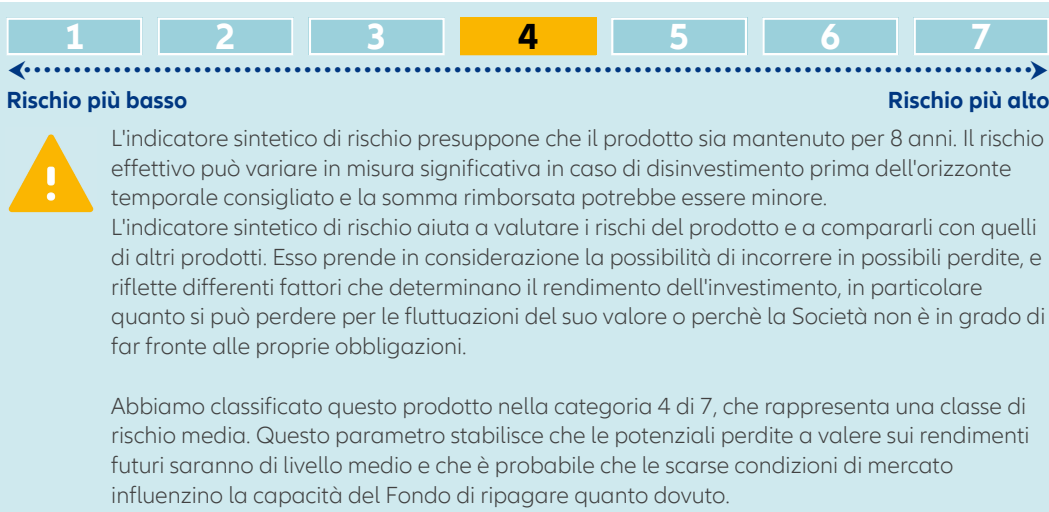 1 2 3 4 5 6 7
Rischio più basso Rischio più alto
L'indicatore sintetico di rischio presuppone che il prodotto sia mantenuto per 8 anni. Il rischio
effettivo può variare in misura significativa in caso di disinvestimento prima dell'orizzonte
temporale consigliato e la somma rimborsata potrebbe essere minore.
L'indicatore sintetico di rischio aiuta a valutare i rischi del prodotto e a compararli con quelli
di altri prodotti. Esso prende in considerazione la possibilità di incorrere in possibili perdite, e
riflette differenti fattori che determinano il rendimento dell'investimento, in particolare
quanto si può perdere per le fluttuazioni del suo valore o perchè la Società non è in grado di
far fronte alle proprie obbligazioni.
Abbiamo classificato questo prodotto nella categoria 4 di 7, che rappresenta una classe di
rischio media. Questo parametro stabilisce che le potenziali perdite a valere sui rendimenti
futuri saranno di livello medio e che è probabile che le scarse condizioni di mercato
influenzino la capacità del Fondo di ripagare quanto dovuto.